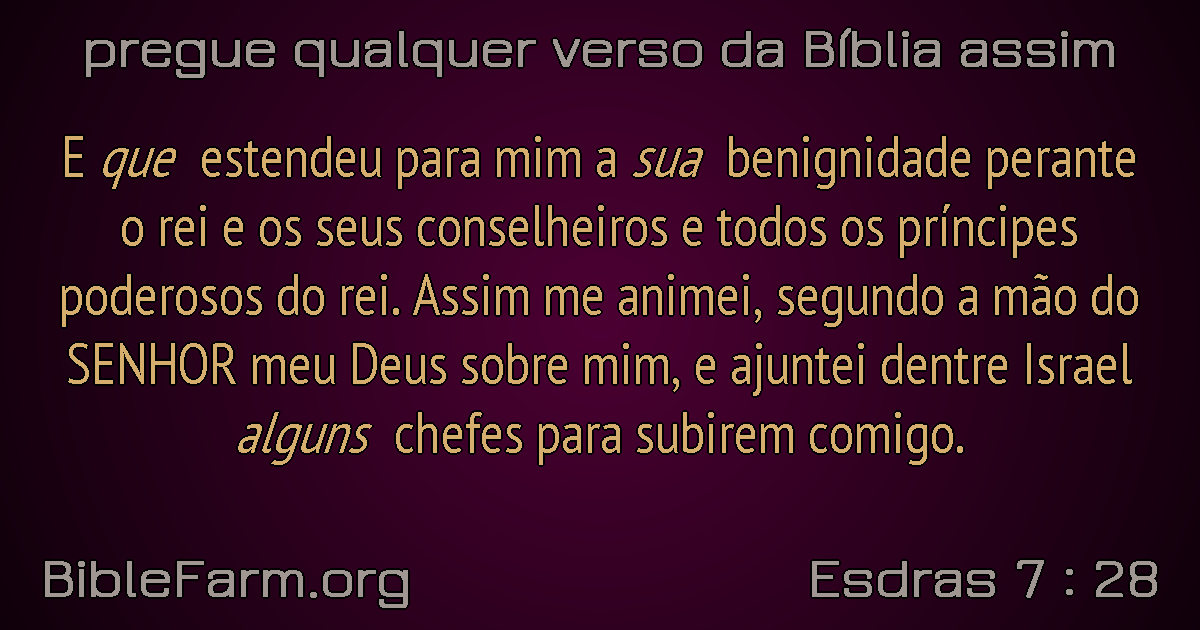 pregue qualquer verso da Bíblia assim
E que estendeu para mim a sua benignidade perante
o rei e os seus conselheiros e todos os príncipes
poderosos do rei. Assim me animei, segundo a mão do
SENHOR meu Deus sobre mim, e ajuntei dentre Israel
alguns chefes para subirem comigo.
BibleFarm.org
Esdras 7 : 28